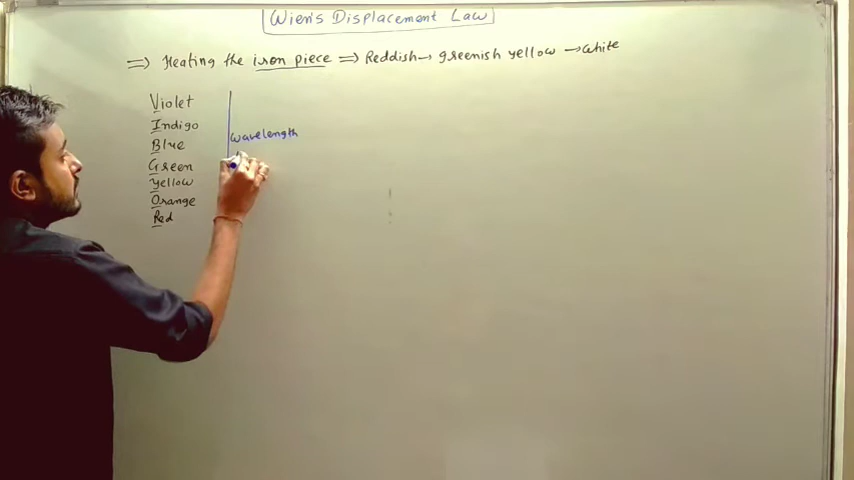 Wien's Displacement Law
=> Heating the iron piece => Reddish→ greenish yellow →white
Violet
Indigo
wavelength
Blue
Green
Yellow
Orange
Red